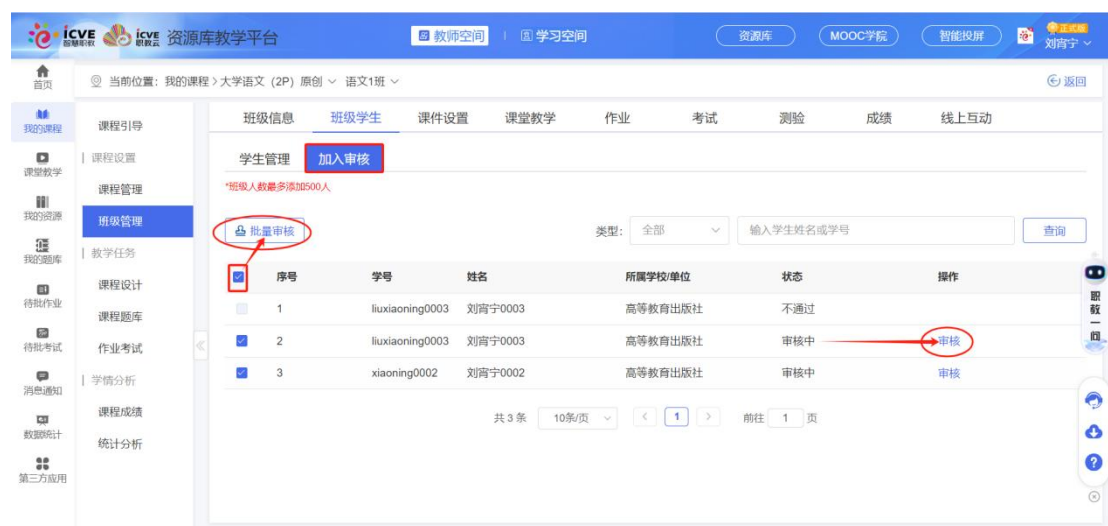 icve 智慧职教 icve 职教云 资源库教学平台 教师空间 学习空间 资源库 MOOC学院 智能投屏 正式版 刘宵宁
首页 当前位置：我的课程 > 大学语文（2P）原创 语文1班 返回
我的课程 课程引导 班级信息 班级学生 课件设置 课堂教学 作业 考试 测验 成绩 线上互动
课堂教学 课程设置 学生管理 加入审核
课程管理 *班级人数最多添加500人
我的资源 班级管理 批量审核 类型： 全部 输入学生姓名或学号 查询
我的题库 教学任务
待批作业 课程设计 序号 学号 姓名 所属学校/单位 状态 操作
课程题库 1 liuxiaoning0003 刘宵宁0003 高等教育出版社 不通过
待批考试 作业考试 2 liuxiaoning0003 刘宵宁0003 高等教育出版社 审核中 审核
消息通知 学情分析 3 xiaoning0002 刘宵宁0002 高等教育出版社 审核中 审核
数据统计 课程成绩 共 3 条 10条/页 1 前往 1 页
统计分析
第三方应用
职教一问